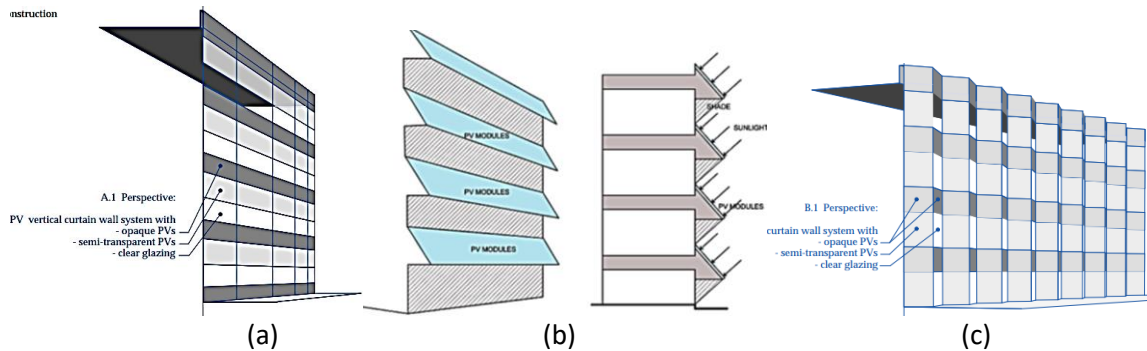 nstruction
A.1 Perspective:
PV vertical curtain wall system with
- opaque PVs
- semi-transparent PVs
- clear glazing
(a)
PV MODULES
PV MODULES
PV MODULES
SHADE
SUNLIGHT
PV MODULES
(b)
B.1 Perspective:
curtain wall system with
- opaque PVs
- semi-transparent PVs
- clear glazing
(c)